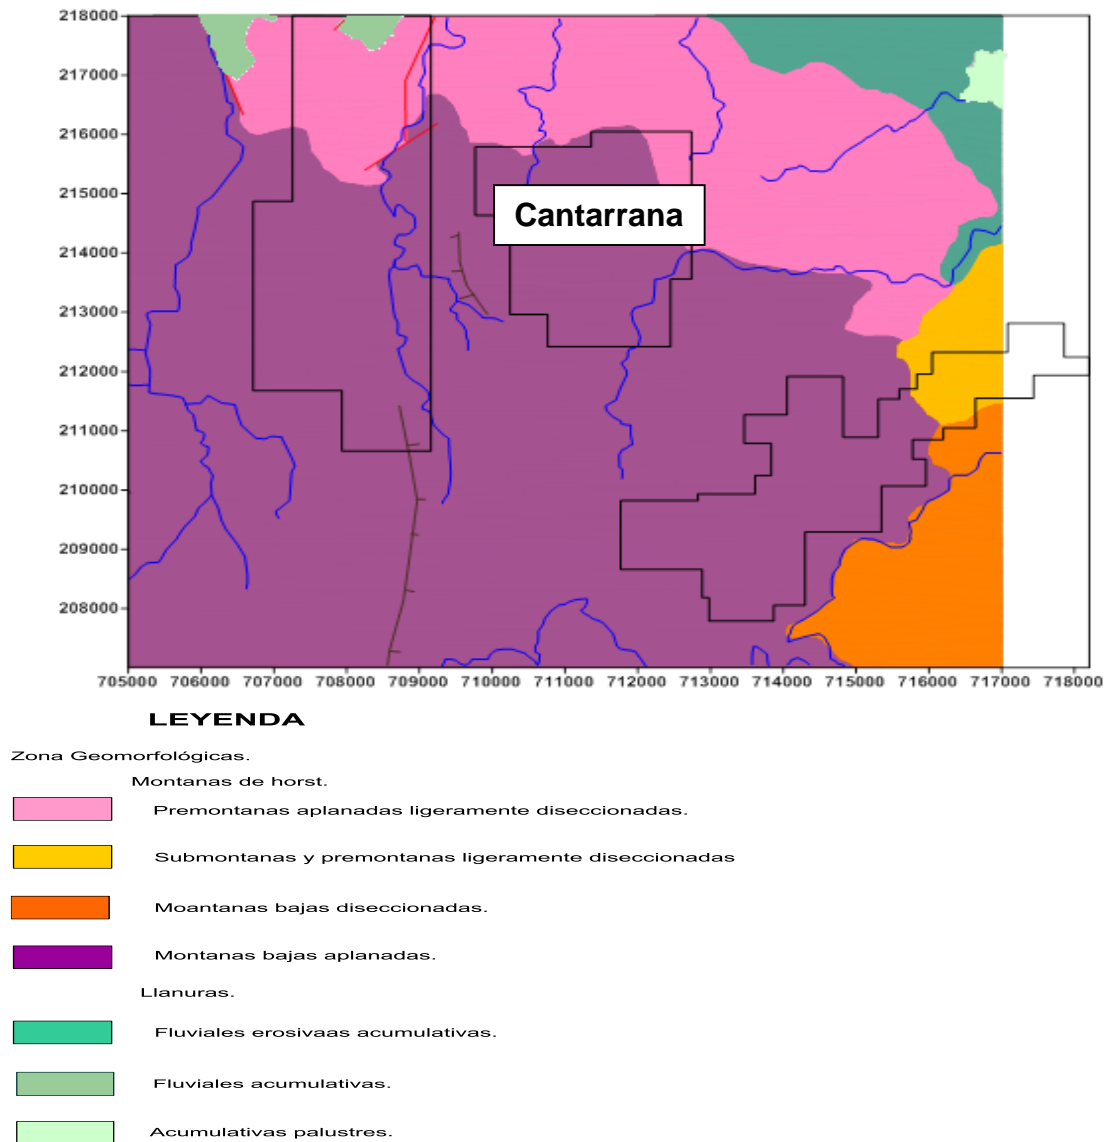 218000
217000
216000
215000
Cantarrana
214000
213000
212000
211000
210000
209000
208000
705000 706000 707000 708000 709000 710000 711000 712000 713000 714000 715000 716000 717000 718000
LEYENDA
Zona Geomorfológicas.
Montanas de horst.
Premontanas aplanadas ligeramente diseccionadas.
Submontanas y premontanas ligeramente diseccionadas
Moantanas bajas diseccionadas.
Montanas bajas aplanadas.
Llanuras.
Fluviales erosivaas acumulativas.
Fluviales acumulativas.
Acumulativas palustres.